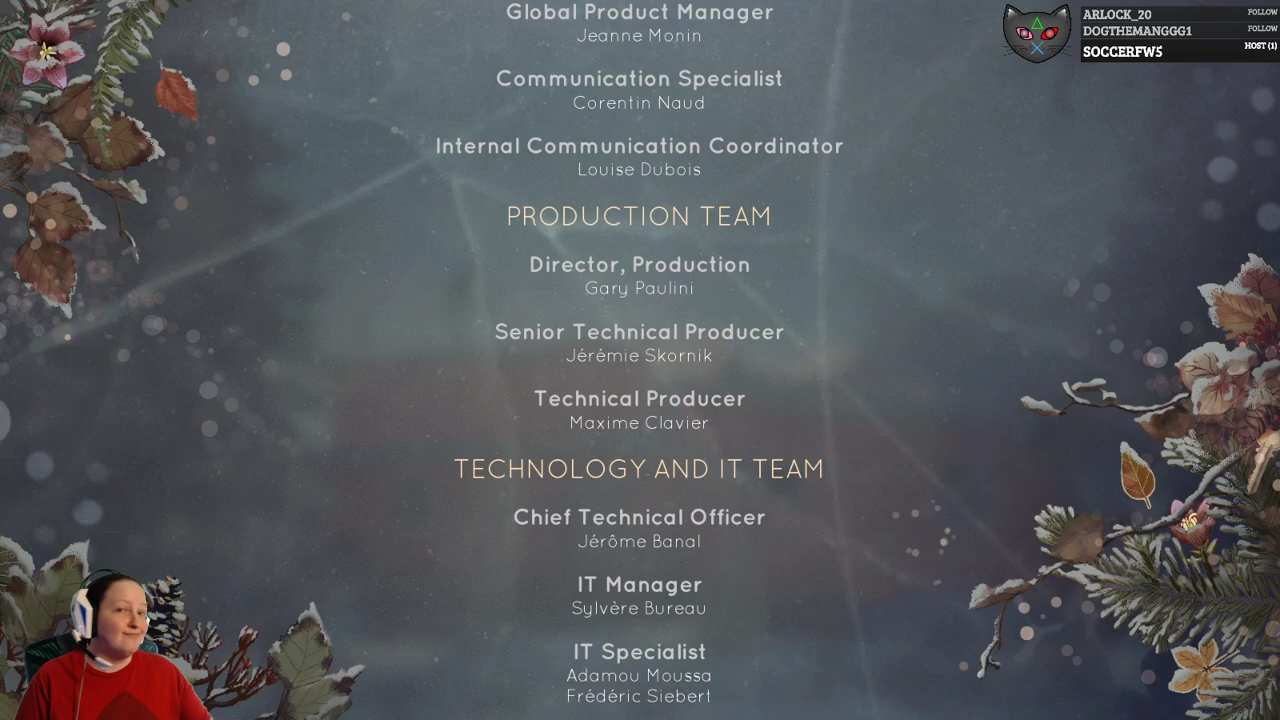 Global Product Manager
Jeanne Monin
Communication Specialist
Corentin Naud
Internal Communication Coordinator
Louise Dubois
PRODUCTION TEAM
Director, Production
Gary Paulini
Senior Technical Producer
Jérémie Skornik
Technical Producer
Maxime Clavier
TECHNOLOGY AND IT TEAM
Chief Technical Officer
Jérôme Banal
IT Manager
Sylvère Bureau
IT Specialist
Adamou Moussa
Frédéric Siebert
ARLOCK_20 FOLLOW
DOGTHEMANGGG1 FOLLOW
SOCCERFW5 HOST (1)